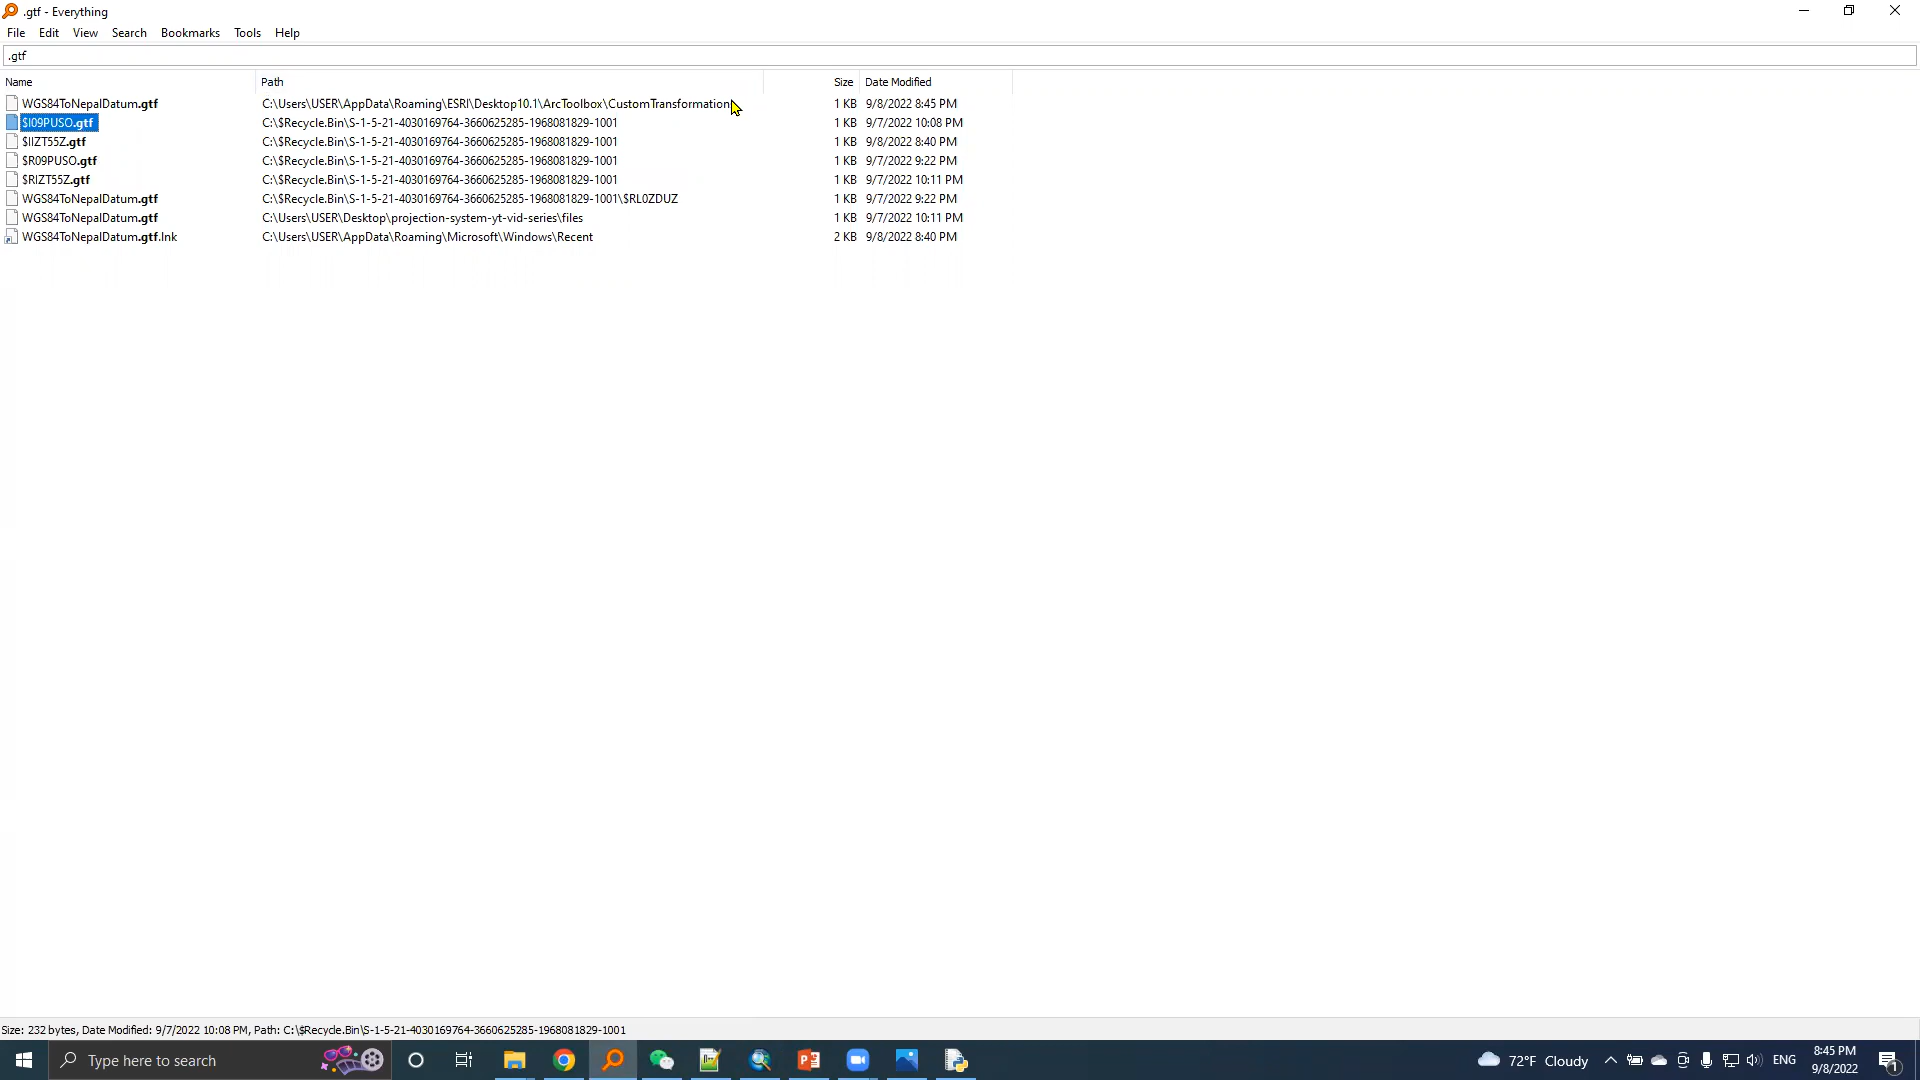 .gtf - Everything
File Edit View Search Bookmarks Tools Help
.gtf
Name Path Size Date Modified
WGS84ToNepalDatum.gtf C:\Users\USER\AppData\Roaming\ESRI\Desktop10.1\ArcToolbox\CustomTransformations 1 KB 9/8/2022 8:45 PM
$I09PUSO.gtf C:\$Recycle.Bin\S-1-5-21-4030169764-3660625285-1968081829-1001 1 KB 9/7/2022 10:08 PM
$IIZT55Z.gtf C:\$Recycle.Bin\S-1-5-21-4030169764-3660625285-1968081829-1001 1 KB 9/8/2022 8:40 PM
$R09PUSO.gtf C:\$Recycle.Bin\S-1-5-21-4030169764-3660625285-1968081829-1001 1 KB 9/7/2022 9:22 PM
$RIZT55Z.gtf C:\$Recycle.Bin\S-1-5-21-4030169764-3660625285-1968081829-1001 1 KB 9/7/2022 10:11 PM
WGS84ToNepalDatum.gtf C:\$Recycle.Bin\S-1-5-21-4030169764-3660625285-1968081829-1001\$RL0ZDUZ 1 KB 9/7/2022 9:22 PM
WGS84ToNepalDatum.gtf C:\Users\USER\Desktop\projection-system-yt-vid-series\files 1 KB 9/7/2022 10:11 PM
WGS84ToNepalDatum.gtf.lnk C:\Users\USER\AppData\Roaming\Microsoft\Windows\Recent 2 KB 9/8/2022 8:40 PM
Size: 232 bytes, Date Modified: 9/7/2022 10:08 PM, Path: C:\$Recycle.Bin\S-1-5-21-4030169764-3660625285-1968081829-1001
Type here to search 72°F Cloudy ENG 8:45 PM
9/8/2022 1